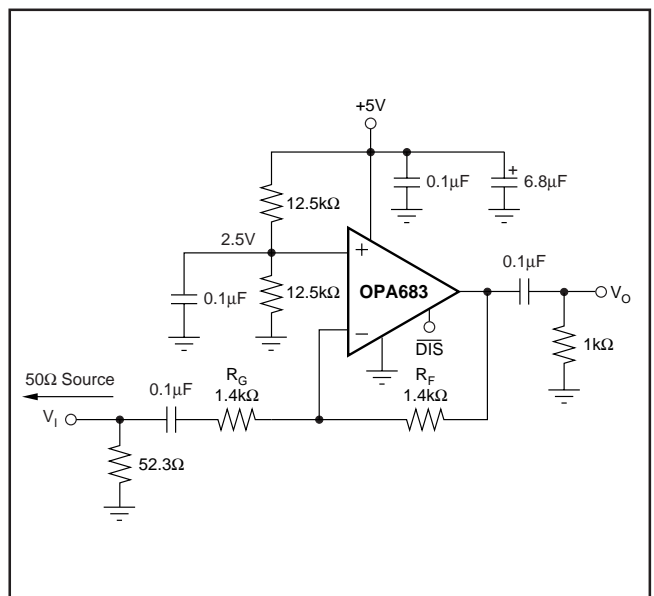 +5V
0.1µF
6.8µF
12.5kΩ
2.5V
+
0.1µF
OPA683
VO
0.1µF
12.5kΩ
−
DIS
1kΩ
50Ω Source
RG
RF
0.1µF
1.4kΩ
1.4kΩ
VI
52.3Ω